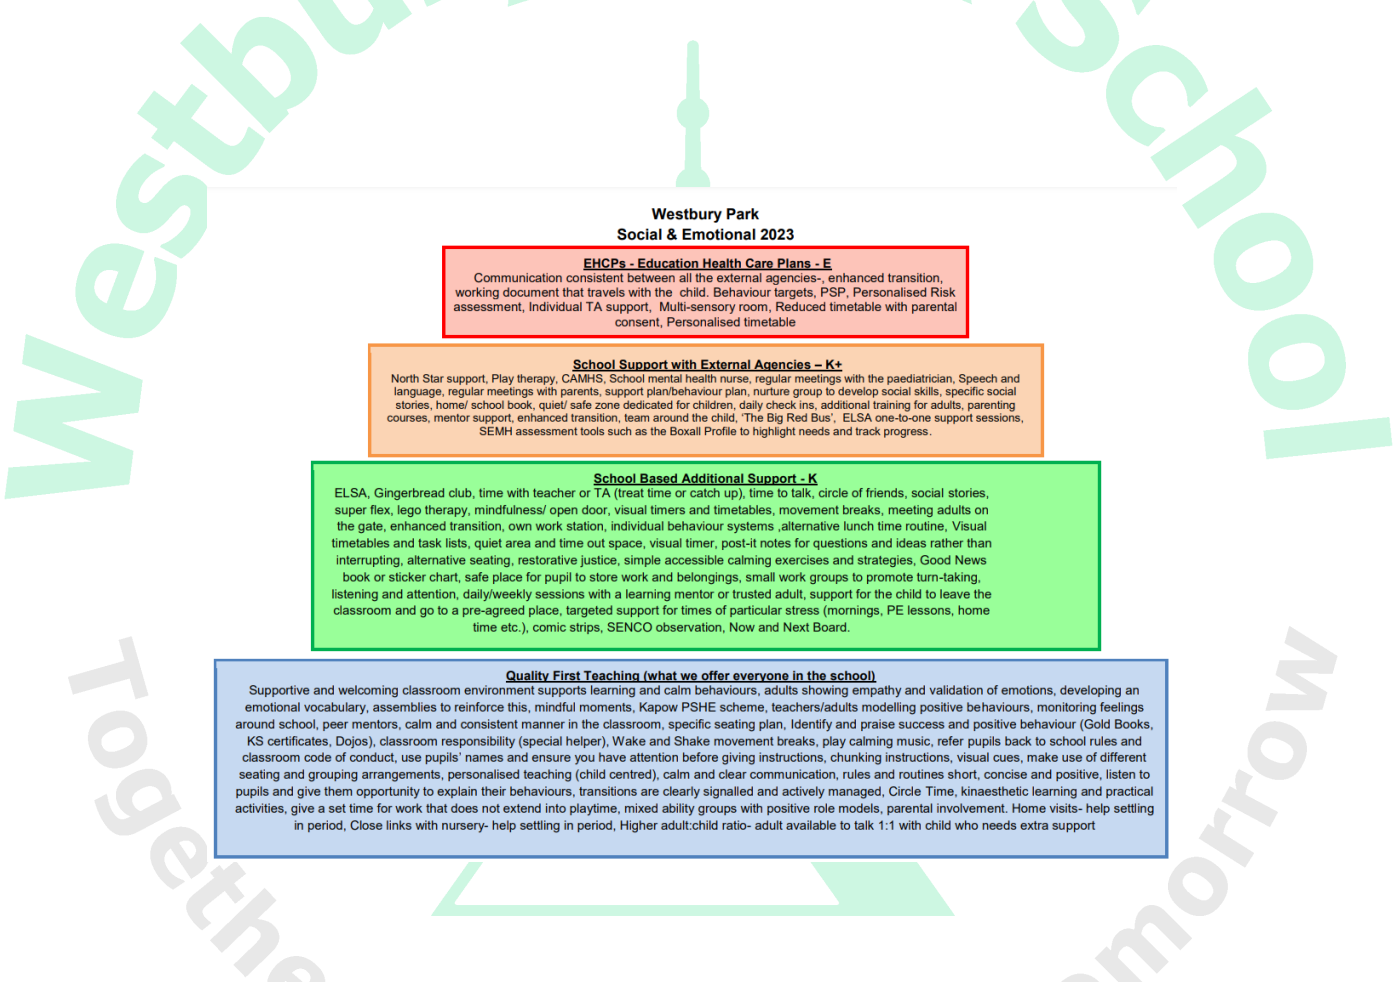 Westbu
School
Westbury Park
Social & Emotional 2023
EHCPs - Education Health Care Plans - E
Communication consistent between all the external agencies-, enhanced transition,
working document that travels with the  child. Behaviour targets, PSP, Personalised Risk
assessment, Individual TA support,  Multi-sensory room, Reduced timetable with parental
consent, Personalised timetable
School Support with External Agencies – K+
North Star support, Play therapy, CAMHS, School mental health nurse, regular meetings with the paediatrician, Speech and
language, regular meetings with parents, support plan/behaviour plan, nurture group to develop social skills, specific social
stories, home/ school book, quiet/ safe zone dedicated for children, daily check ins, additional training for adults, parenting
courses, mentor support, enhanced transition, team around the child, 'The Big Red Bus',  ELSA one-to-one support sessions,
SEMH assessment tools such as the Boxall Profile to highlight needs and track progress.
School Based Additional Support - K
ELSA, Gingerbread club, time with teacher or TA (treat time or catch up), time to talk, circle of friends, social stories,
super flex, lego therapy, mindfulness/ open door, visual timers and timetables, movement breaks, meeting adults on
the gate, enhanced transition, own work station, individual behaviour systems ,alternative lunch time routine, Visual
timetables and task lists, quiet area and time out space, visual timer, post-it notes for questions and ideas rather than
interrupting, alternative seating, restorative justice, simple accessible calming exercises and strategies, Good News
book or sticker chart, safe place for pupil to store work and belongings, small work groups to promote turn-taking,
listening and attention, daily/weekly sessions with a learning mentor or trusted adult, support for the child to leave the
classroom and go to a pre-agreed place, targeted support for times of particular stress (mornings, PE lessons, home
time etc.), comic strips, SENCO observation, Now and Next Board.
Quality First Teaching (what we offer everyone in the school)
Supportive and welcoming classroom environment supports learning and calm behaviours, adults showing empathy and validation of emotions, developing an
emotional vocabulary, assemblies to reinforce this, mindful moments, Kapow PSHE scheme, teachers/adults modelling positive behaviours, monitoring feelings
around school, peer mentors, calm and consistent manner in the classroom, specific seating plan, Identify and praise success and positive behaviour (Gold Books,
KS certificates, Dojos), classroom responsibility (special helper), Wake and Shake movement breaks, play calming music, refer pupils back to school rules and
classroom code of conduct, use pupils' names and ensure you have attention before giving instructions, chunking instructions, visual cues, make use of different
seating and grouping arrangements, personalised teaching (child centred), calm and clear communication, rules and routines short, concise and positive, listen to
pupils and give them opportunity to explain their behaviours, transitions are clearly signalled and actively managed, Circle Time, kinaesthetic learning and practical
activities, give a set time for work that does not extend into playtime, mixed ability groups with positive role models, parental involvement. Home visits- help settling
in period, Close links with nursery- help settling in period, Higher adult:child ratio- adult available to talk 1:1 with child who needs extra support
Togethe
omorrow